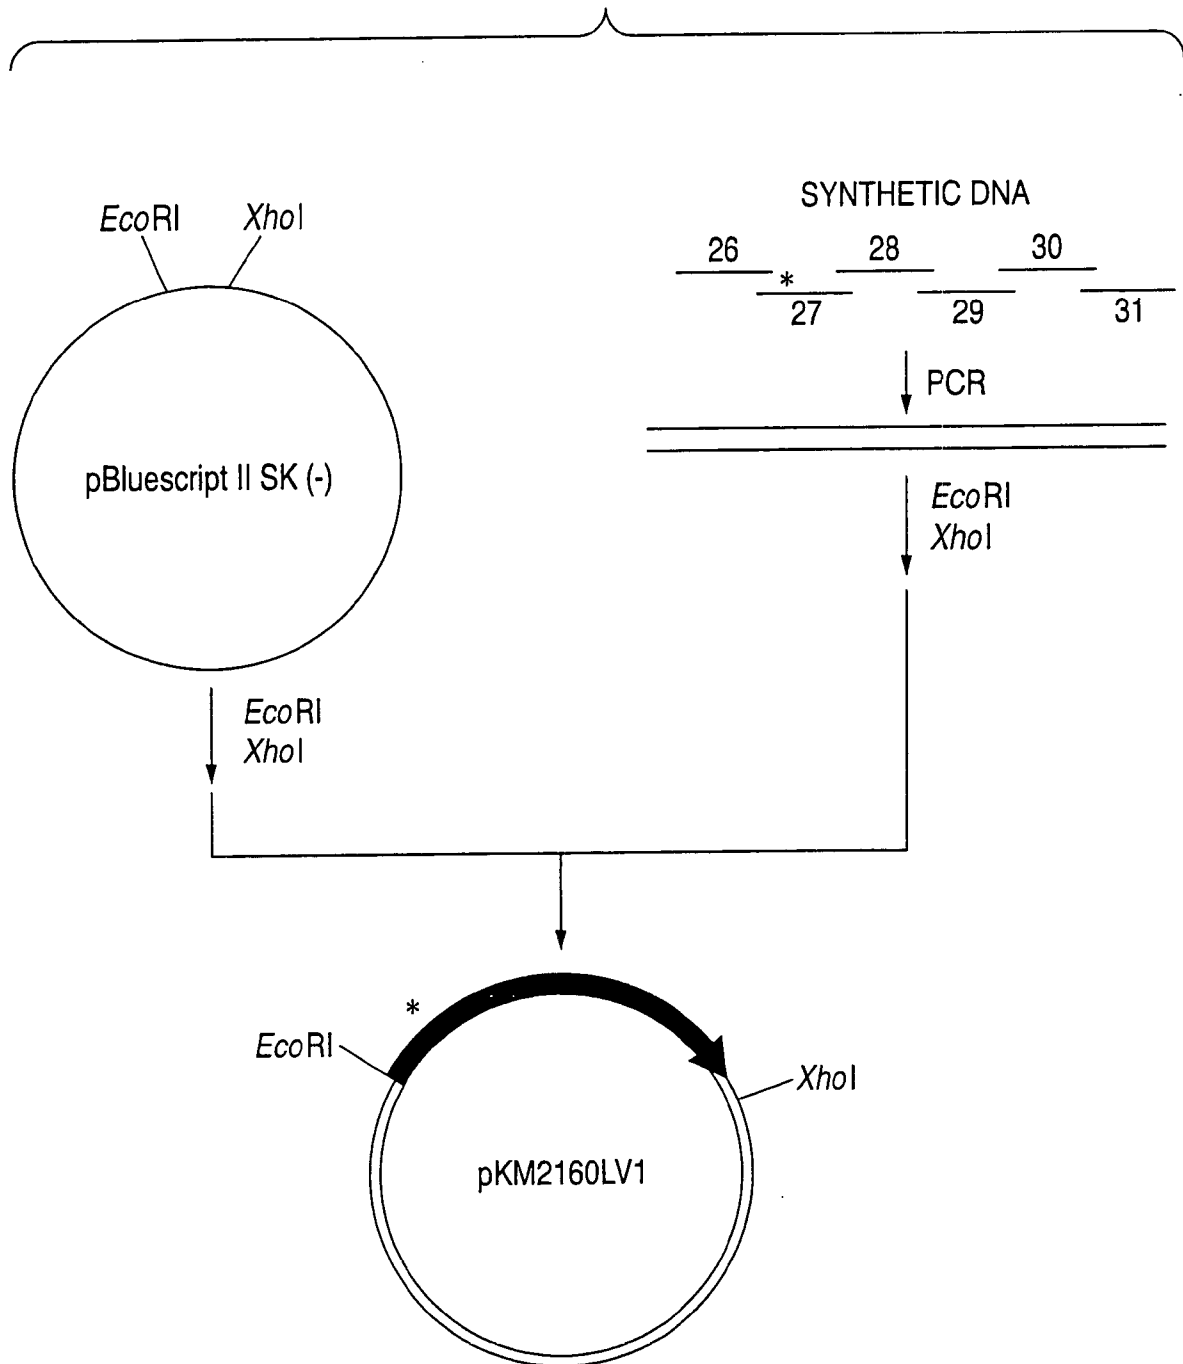 EcoRI XhoI
pBluescript II SK (-)
EcoRI
XhoI
SYNTHETIC DNA
26 28 30
*
27 29 31
PCR
EcoRI
XhoI
*
EcoRI
XhoI
pKM2160LV1